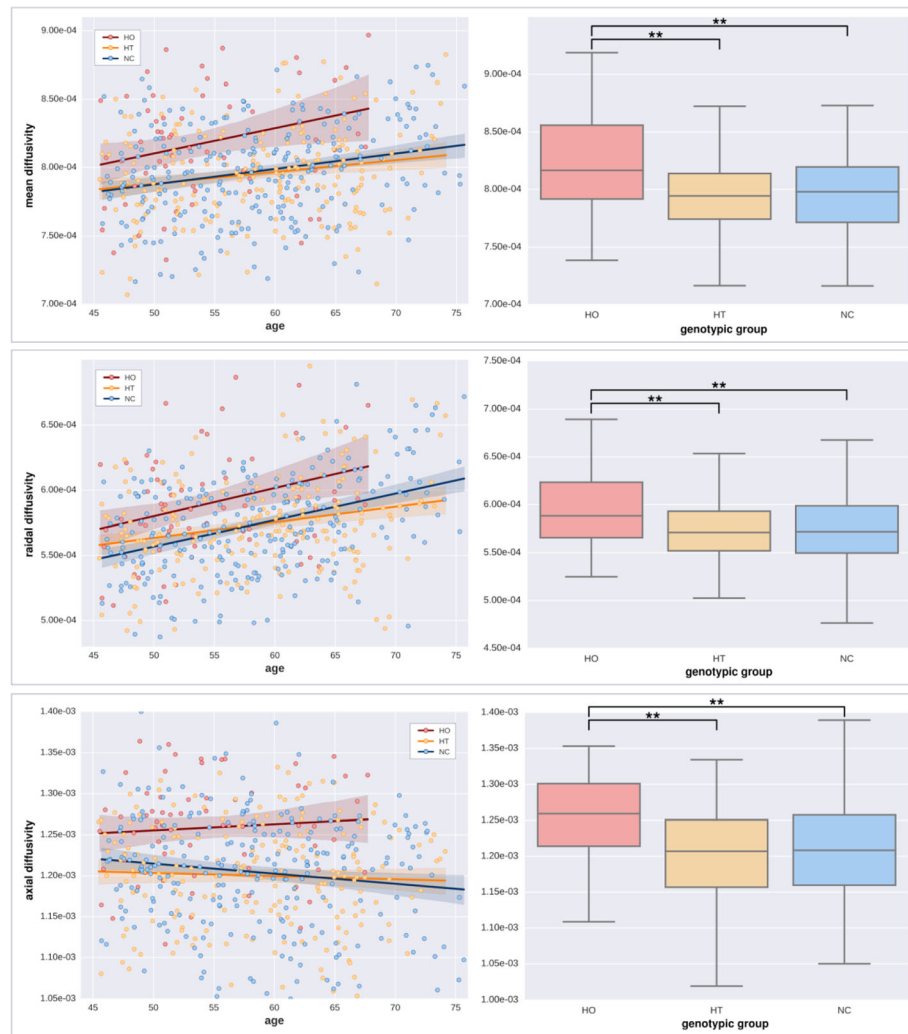 9.00e-04
8.50e-04
8.00e-04
7.50e-04
7.00e-04
mean diffusivity
HO
HT
NC
45 50 55 60 65 70 75
age
**
**
9.00e-04
8.50e-04
8.00e-04
7.50e-04
7.00e-04
HO HT NC
genotypic group
6.50e-04
6.00e-04
5.50e-04
5.00e-04
raidal diffusivity
HO
HT
NC
45 50 55 60 65 70 75
age
**
**
7.50e-04
7.00e-04
6.50e-04
6.00e-04
5.50e-04
5.00e-04
4.50e-04
HO HT NC
genotypic group
1.40e-03
1.35e-03
1.30e-03
1.25e-03
1.20e-03
1.15e-03
1.10e-03
1.05e-03
axial diffusivity
HO
HT
NC
45 50 55 60 65 70 75
age
**
**
1.40e-03
1.35e-03
1.30e-03
1.25e-03
1.20e-03
1.15e-03
1.10e-03
1.05e-03
1.00e-03
HO HT NC
genotypic group